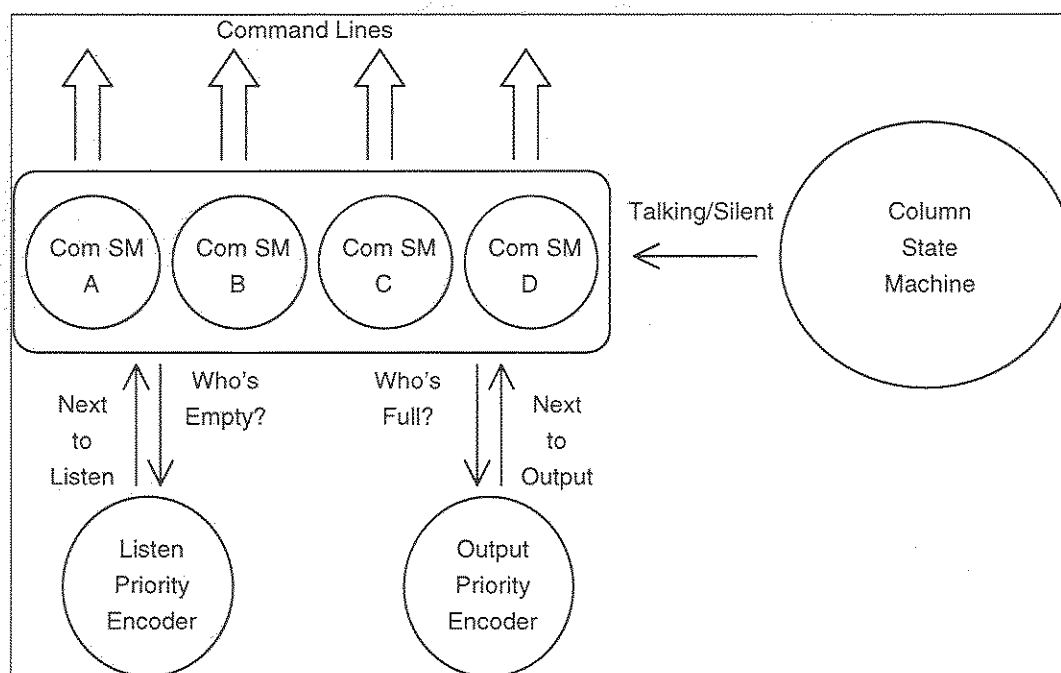 Command Lines
Com SM
A
Com SM
B
Com SM
C
Com SM
D
Talking/Silent
Column
State
Machine
Next
to
Listen
Who's
Empty?
Who's
Full?
Next
to
Output
Listen
Priority
Encoder
Output
Priority
Encoder